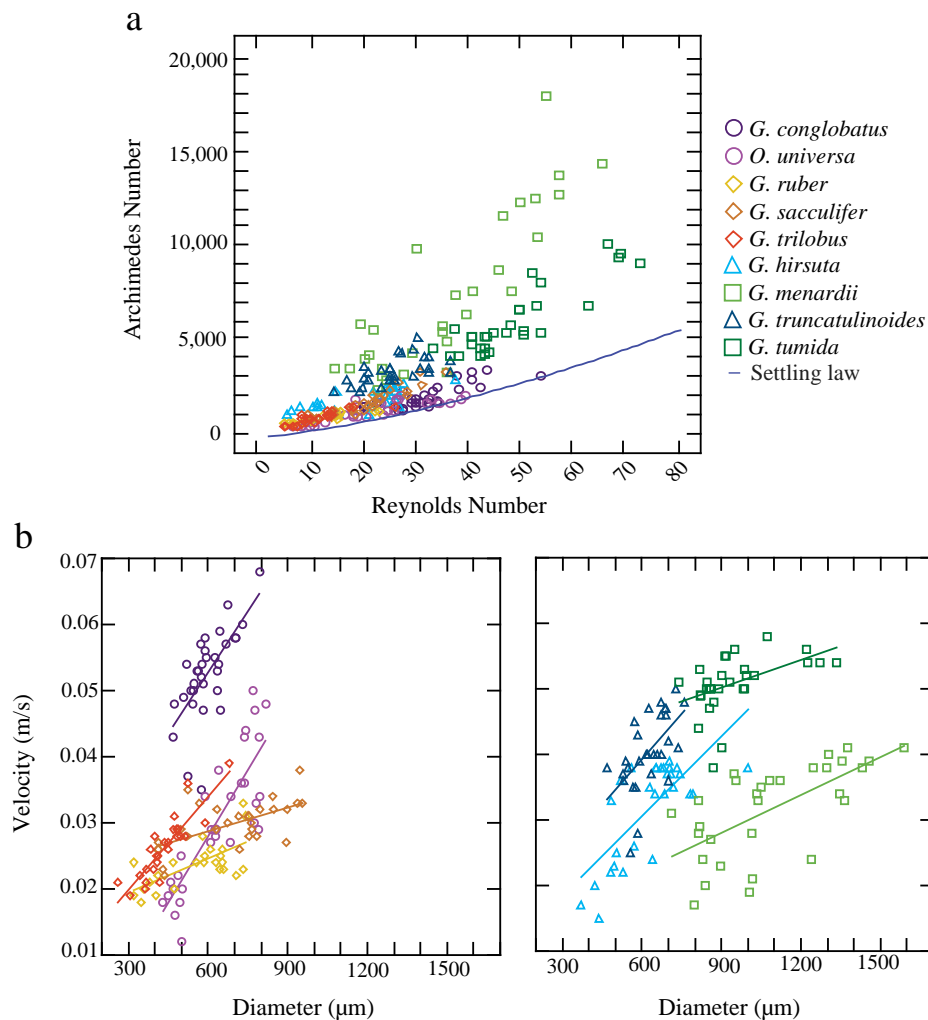 a
20,000
15,000
10,000
5,000
0
Archimedes Number
0 10 20 30 40 50 60 70 80
Reynolds Number
G. conglobatus
O. universa
G. ruber
G. sacculifer
G. trilobus
G. hirsuta
G. menardii
G. truncatulinoides
G. tumida
Settling law
b
0.07
0.06
0.05
0.04
0.03
0.02
0.01
Velocity (m/s)
300 600 900 1200 1500
Diameter (μm)
300 600 900 1200 1500
Diameter (μm)